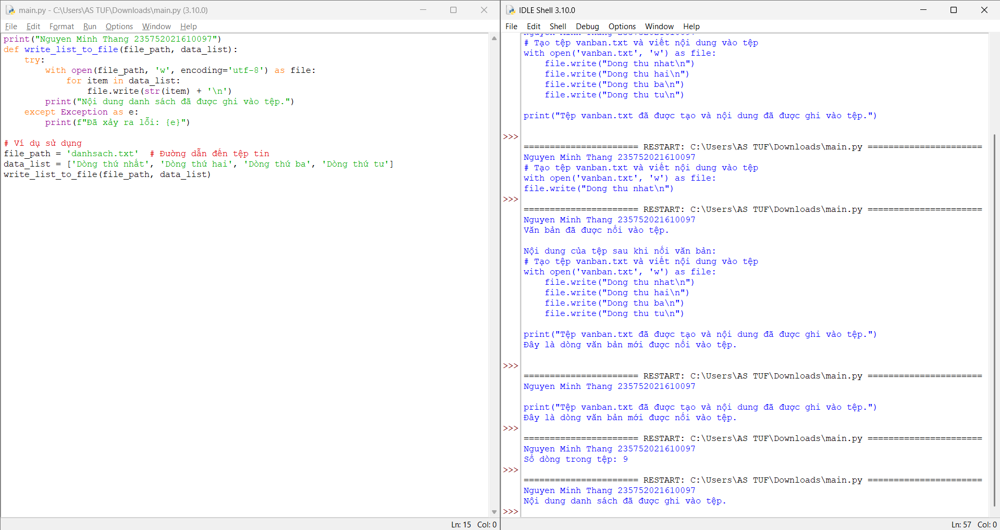 main.py - C:\Users\AS TUF\Downloads\main.py (3.10.0)
File Edit Format Run Options Window Help
print("Nguyen Minh Thang 235752021610097")
def write_list_to_file(file_path, data_list):
    try:
        with open(file_path, 'w', encoding='utf-8') as file:
            for item in data_list:
                file.write(str(item) + '\n')
        print("Nội dung danh sách đã được ghi vào tệp.")
    except Exception as e:
        print(f"Đã xảy ra lỗi: {e}")

# Ví dụ sử dụng
file_path = 'danhsach.txt'  # Đường dẫn đến tệp tin
data_list = ['Dòng thứ nhất', 'Dòng thứ hai', 'Dòng thứ ba', 'Dòng thứ tư']
write_list_to_file(file_path, data_list)
Ln: 15 Col: 0
IDLE Shell 3.10.0
File Edit Shell Debug Options Window Help
Nguyen Minh Thang 235752021610097
# Tạo tệp vanban.txt và viết nội dung vào tệp
with open('vanban.txt', 'w') as file:
    file.write("Dong thu nhat\n")
    file.write("Dong thu hai\n")
    file.write("Dong thu ba\n")
    file.write("Dong thu tu\n")

print("Tệp vanban.txt đã được tạo và nội dung đã được ghi vào tệp.")

>>>
====================== RESTART: C:\Users\AS TUF\Downloads\main.py ======================
Nguyen Minh Thang 235752021610097
# Tạo tệp vanban.txt và viết nội dung vào tệp
with open('vanban.txt', 'w') as file:
file.write("Dong thu nhat\n")
>>>
====================== RESTART: C:\Users\AS TUF\Downloads\main.py ======================
Nguyen Minh Thang 235752021610097
Văn bản đã được nối vào tệp.

Nội dung của tệp sau khi nối văn bản:
# Tạo tệp vanban.txt và viết nội dung vào tệp
with open('vanban.txt', 'w') as file:
    file.write("Dong thu nhat\n")
    file.write("Dong thu hai\n")
    file.write("Dong thu ba\n")
    file.write("Dong thu tu\n")

print("Tệp vanban.txt đã được tạo và nội dung đã được ghi vào tệp.")
Đây là dòng văn bản mới được nối vào tệp.

>>>
====================== RESTART: C:\Users\AS TUF\Downloads\main.py ======================
Nguyen Minh Thang 235752021610097

print("Tệp vanban.txt đã được tạo và nội dung đã được ghi vào tệp.")
Đây là dòng văn bản mới được nối vào tệp.
>>>
====================== RESTART: C:\Users\AS TUF\Downloads\main.py ======================
Nguyen Minh Thang 235752021610097
Số dòng trong tệp: 9
>>>
====================== RESTART: C:\Users\AS TUF\Downloads\main.py ======================
Nguyen Minh Thang 235752021610097
Nội dung danh sách đã được ghi vào tệp.
>>>
Ln: 57 Col: 0